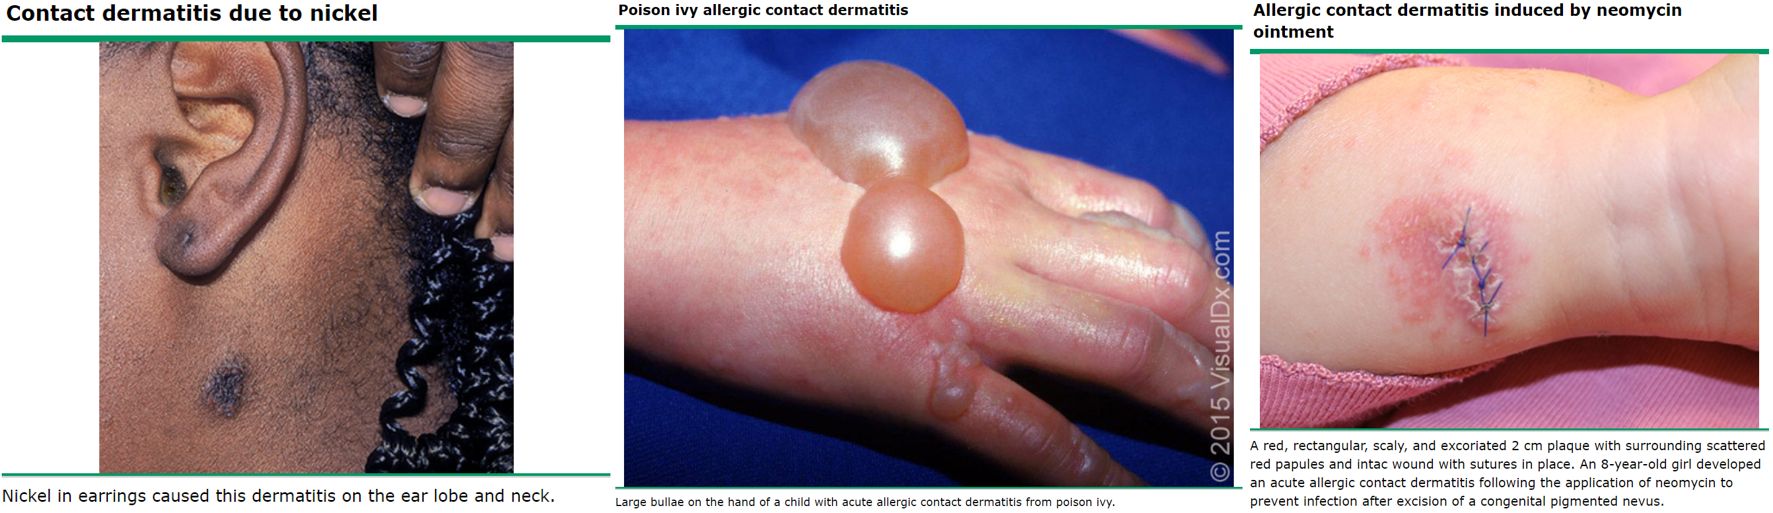 Contact dermatitis due to nickel
Nickel in earrings caused this dermatitis on the ear lobe and neck.
Poison ivy allergic contact dermatitis
© 2015 VisualDx.com
Large bullae on the hand of a child with acute allergic contact dermatitis from poison ivy.
Allergic contact dermatitis induced by neomycin
ointment
A red, rectangular, scaly, and excoriated 2 cm plaque with surrounding scattered
red papules and intac wound with sutures in place. An 8-year-old girl developed
an acute allergic contact dermatitis following the application of neomycin to
prevent infection after excision of a congenital pigmented nevus.